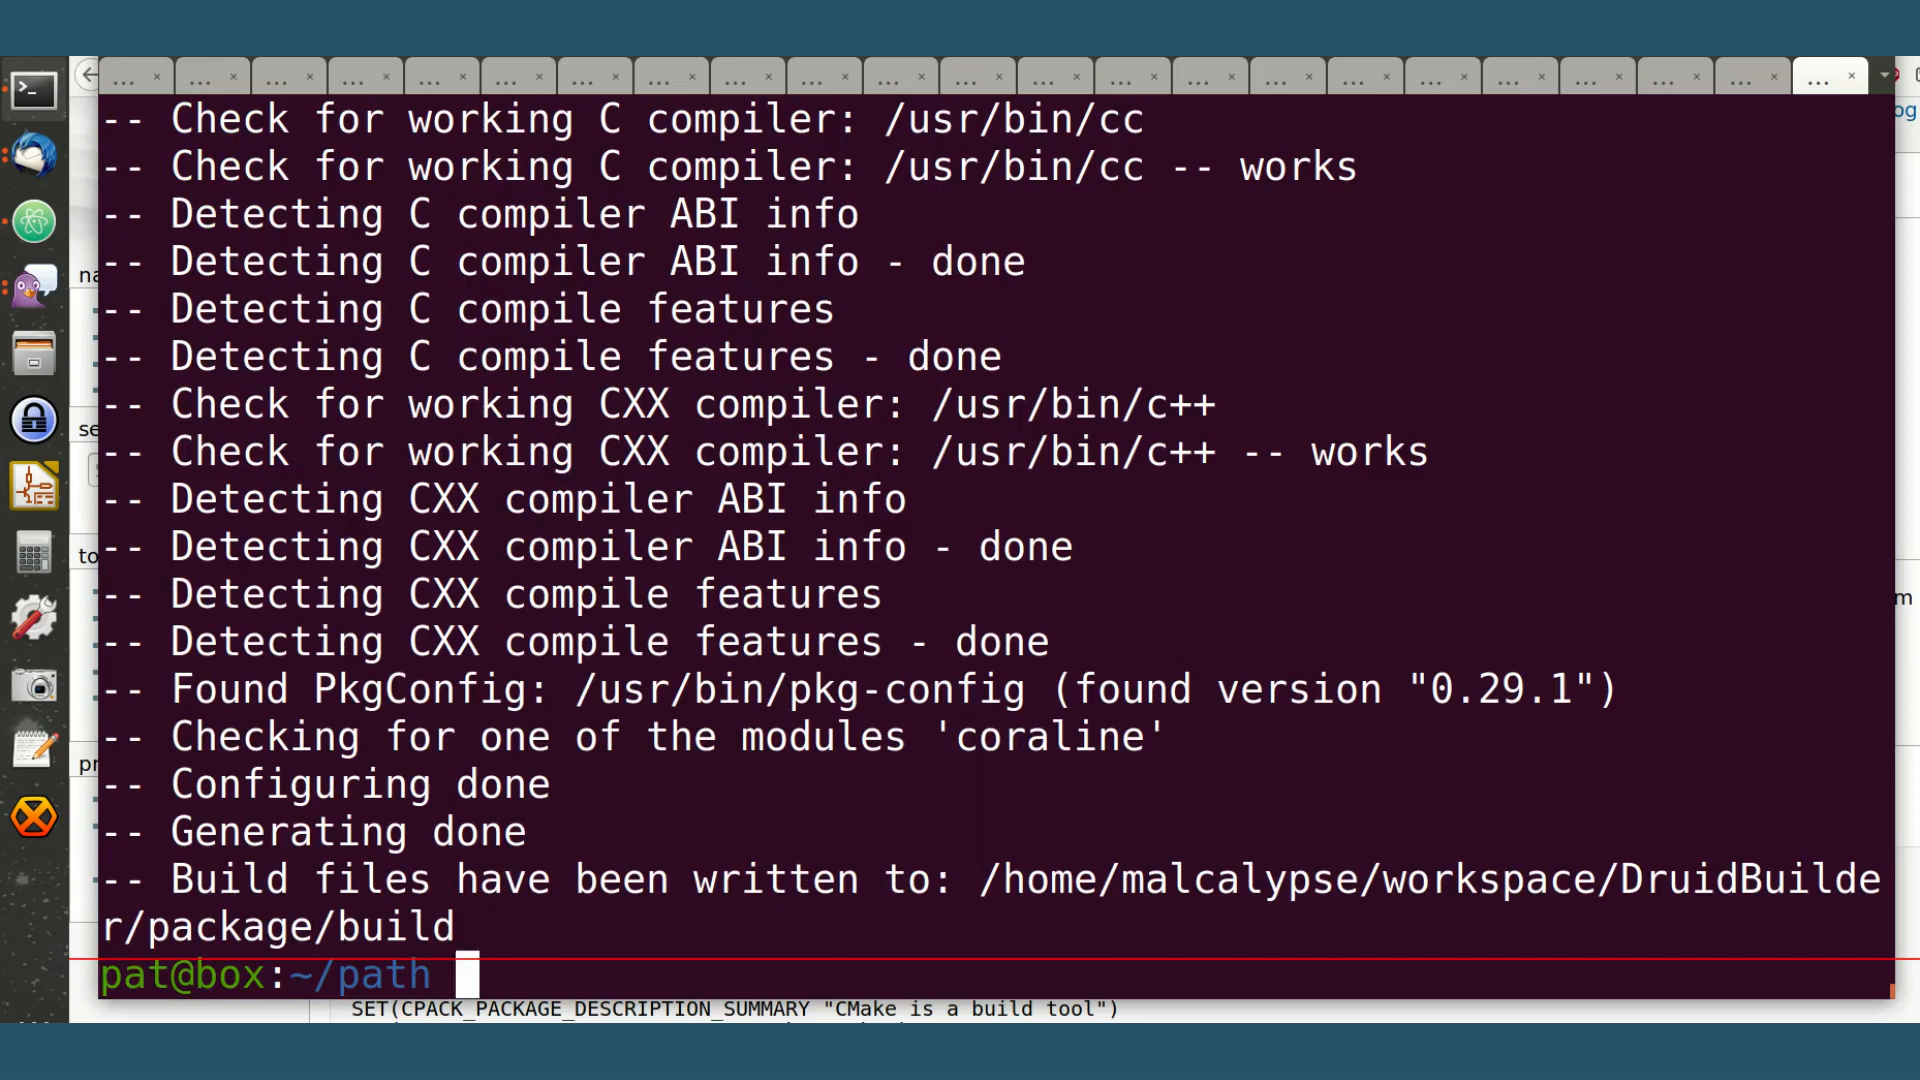 -- Check for working C compiler: /usr/bin/cc
-- Check for working C compiler: /usr/bin/cc -- works
-- Detecting C compiler ABI info
-- Detecting C compiler ABI info - done
-- Detecting C compile features
-- Detecting C compile features - done
-- Check for working CXX compiler: /usr/bin/c++
-- Check for working CXX compiler: /usr/bin/c++ -- works
-- Detecting CXX compiler ABI info
-- Detecting CXX compiler ABI info - done
-- Detecting CXX compile features
-- Detecting CXX compile features - done
-- Found PkgConfig: /usr/bin/pkg-config (found version "0.29.1")
-- Checking for one of the modules 'coraline'
-- Configuring done
-- Generating done
-- Build files have been written to: /home/malcalypse/workspace/DruidBuilde
r/package/build
pat@box:~/path
SET(CPACK_PACKAGE_DESCRIPTION_SUMMARY "CMake is a build tool")